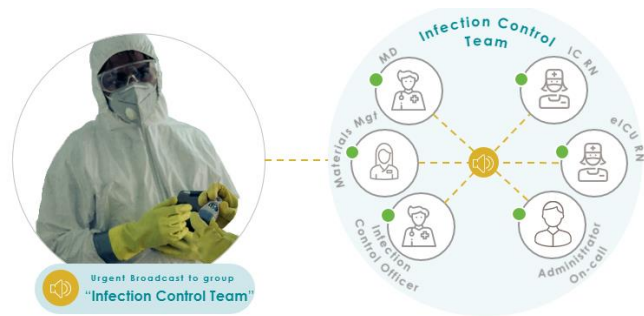 Infection Control
Team
MD
IC RN
Materials Mgt
eICU RN
Infection
Control Officer
Administrator
On-call
Urgent Broadcast to group
“Infection Control Team”